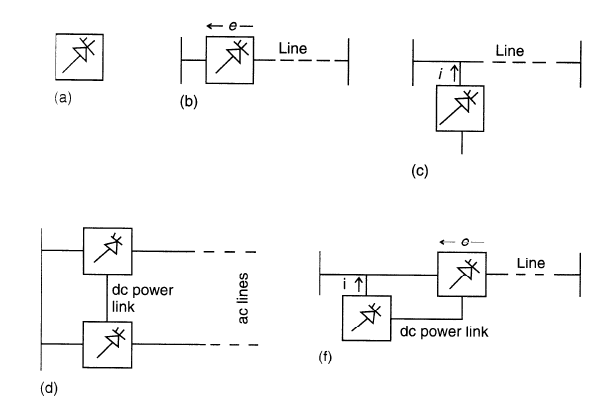 ← e —
Line
(a)
(b)
Line
i ↑
(c)
dc power
link
ac lines
(d)
← e —
Line
i ↑
dc power link
(f)